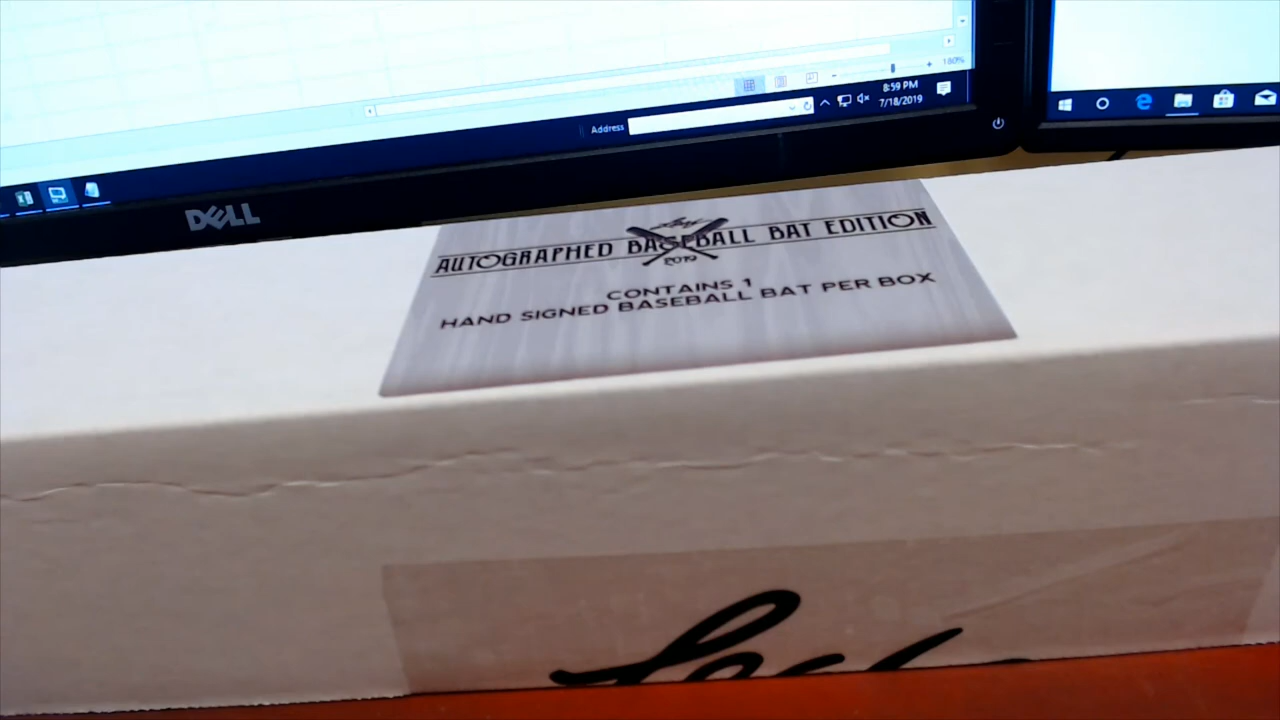 180%
8:59 PM
7/18/2019
Address
DELL
AUTOGRAPHED BASEBALL BAT EDITION
2019
CONTAINS 1
HAND SIGNED BASEBALL BAT PER BOX